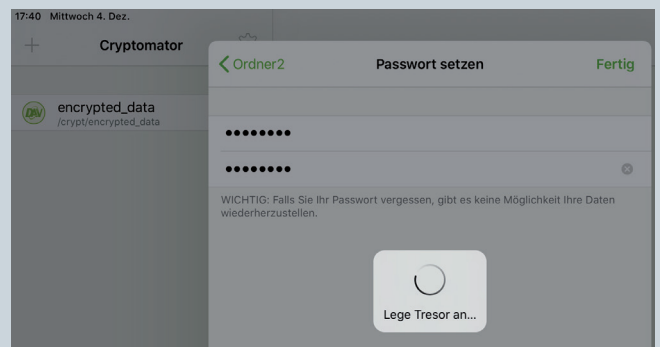 17:40 Mittwoch 4. Dez.
Cryptomator
Ordner2
Passwort setzen
Fertig
DAV
encrypted_data
/crypt/encrypted_data
••••••••
••••••••
WICHTIG: Falls Sie Ihr Passwort vergessen, gibt es keine Möglichkeit Ihre Daten
wiederherzustellen.
Lege Tresor an...